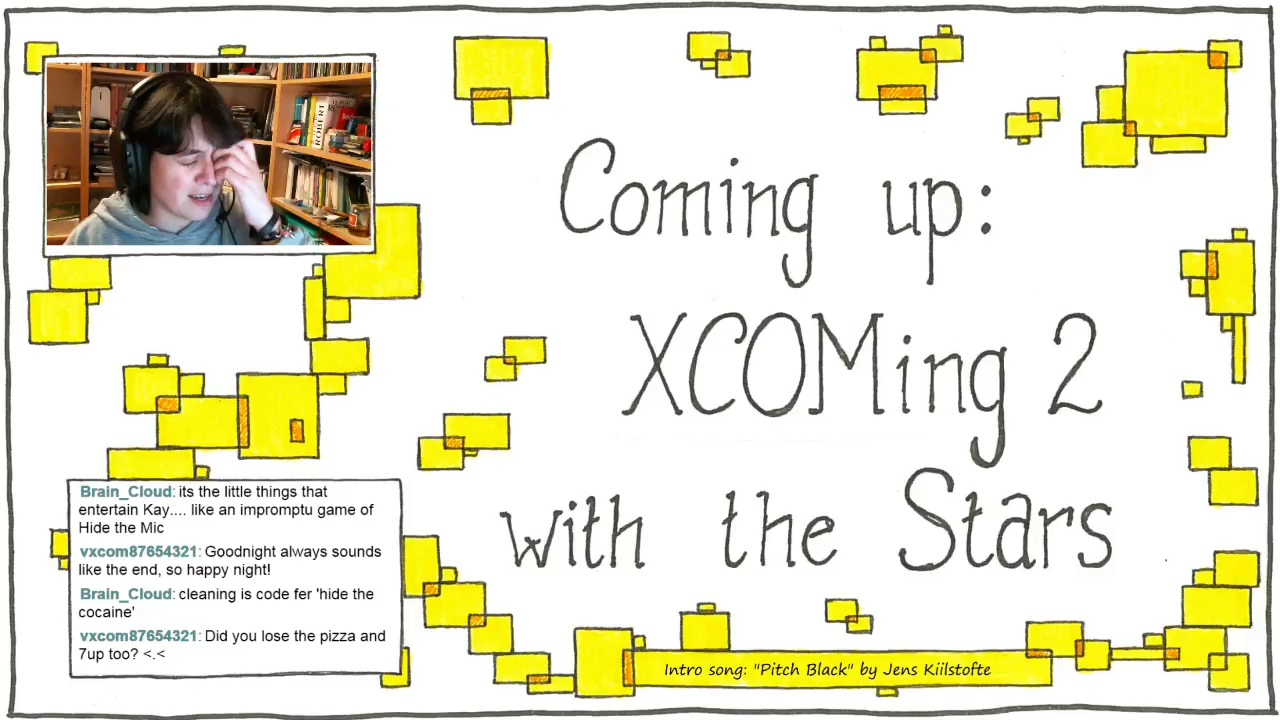 ROBERT
Coming up:
XCOMing 2
with the Stars
Brain_Cloud: its the little things that
entertain Kay.... like an impromptu game of
Hide the Mic
vxcom87654321: Goodnight always sounds
like the end, so happy night!
Brain_Cloud: cleaning is code fer 'hide the
cocaine'
vxcom87654321: Did you lose the pizza and
7up too? <.<
Intro song: "Pitch Black" by Jens Kiilstofte